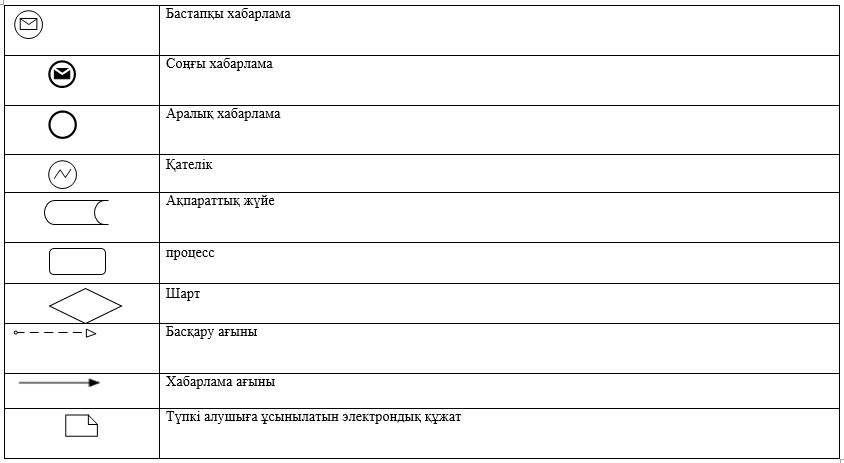 Бастапқы хабарлама
Соңғы хабарлама
Аралық хабарлама
Қателік
Ақпараттық жүйе
процесс
Шарт
Басқару ағыны
Хабарлама ағыны
Түпкі алушыға ұсынылатын электрондық құжат